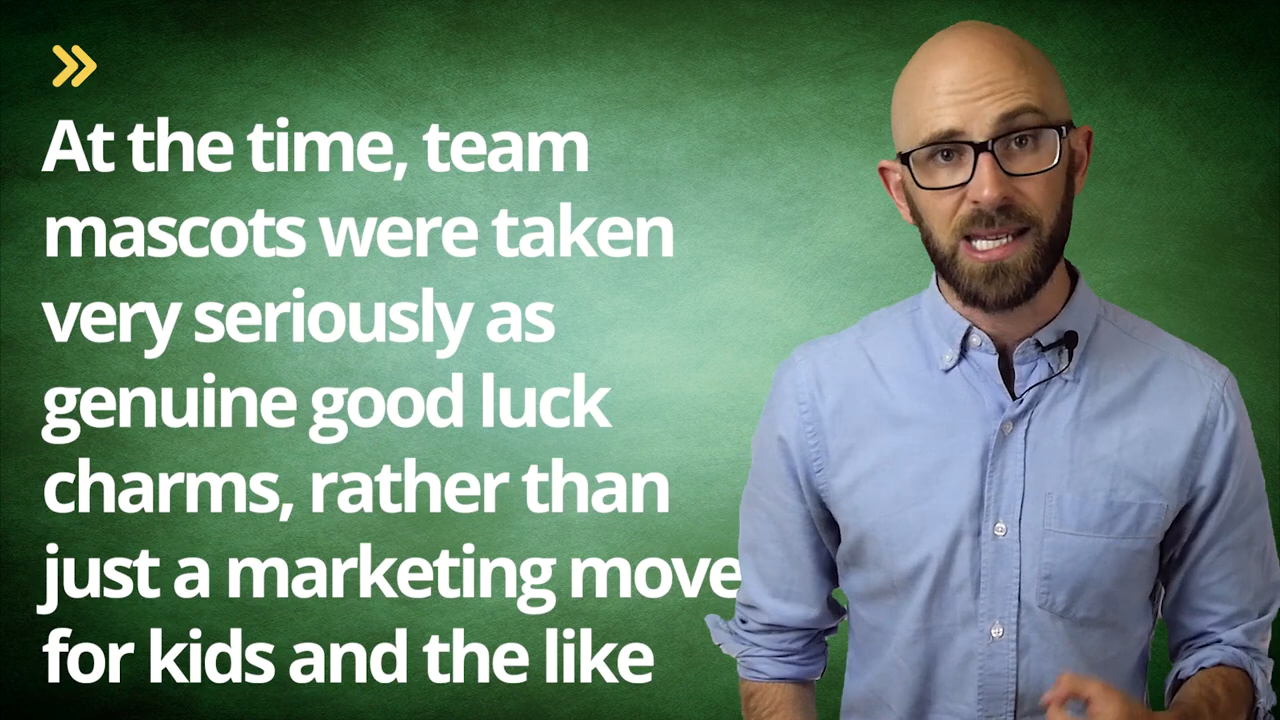 At the time, team
mascots were taken
very seriously as
genuine good luck
charms, rather than
just a marketing move
for kids and the like